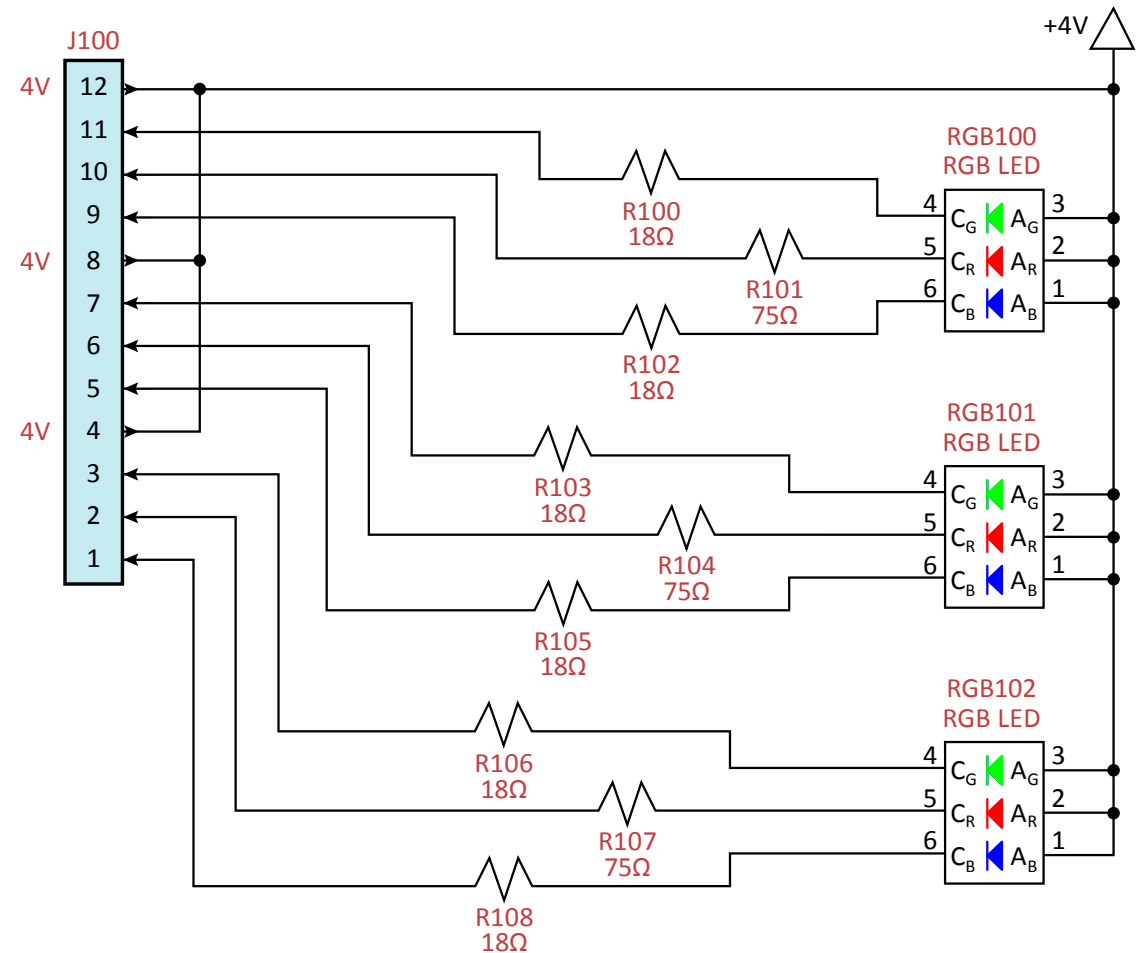 +4V
J100
4V
12
11
10
9
4V
8
7
6
5
4V
4
3
2
1
R100
18Ω
R101
75Ω
R102
18Ω
RGB100
RGB LED
4 CG AG 3
5 CR AR 2
6 CB AB 1
R103
18Ω
R104
75Ω
R105
18Ω
RGB101
RGB LED
4 CG AG 3
5 CR AR 2
6 CB AB 1
R106
18Ω
R107
75Ω
R108
18Ω
RGB102
RGB LED
4 CG AG 3
5 CR AR 2
6 CB AB 1